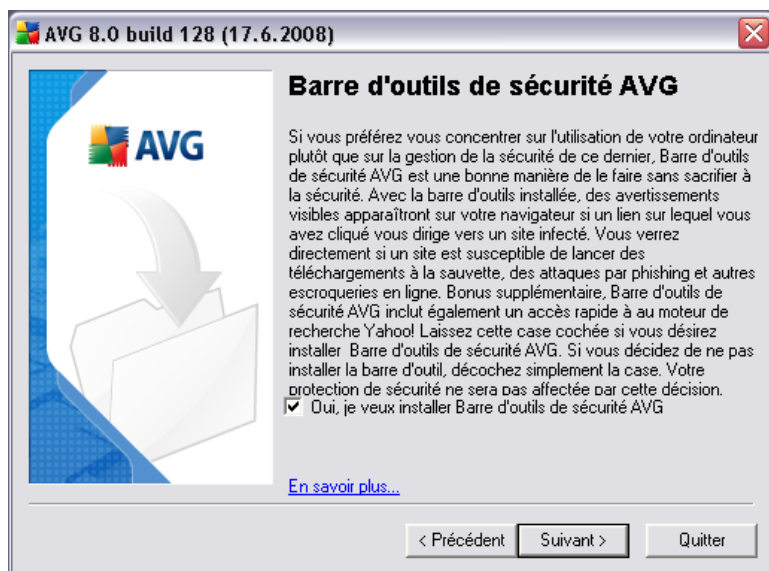 AVG 8.0 build 128 (17.6.2008)
AVG
Barre d'outils de sécurité AVG
Si vous préférez vous concentrer sur l'utilisation de votre ordinateur
plutôt que sur la gestion de la sécurité de ce dernier, Barre d'outils
de sécurité AVG est une bonne manière de le faire sans sacrifier à
la sécurité. Avec la barre d'outils installée, des avertissements
visibles apparaîtront sur votre navigateur si un lien sur lequel vous
avez cliqué vous dirige vers un site infecté. Vous verrez
directement si un site est susceptible de lancer des
téléchargements à la sauvette, des attaques par phishing et autres
escroqueries en ligne. Bonus supplémentaire, Barre d'outils de
sécurité AVG inclut également un accès rapide à au moteur de
recherche Yahoo! Laissez cette case cochée si vous désirez
installer  Barre d'outils de sécurité AVG. Si vous décidez de ne pas
installer la barre d'outil, décochez simplement la case. Votre
protection de sécurité ne sera pas affectée par cette décision.
Oui, je veux installer Barre d'outils de sécurité AVG
En savoir plus...
< Précédent
Suivant >
Quitter